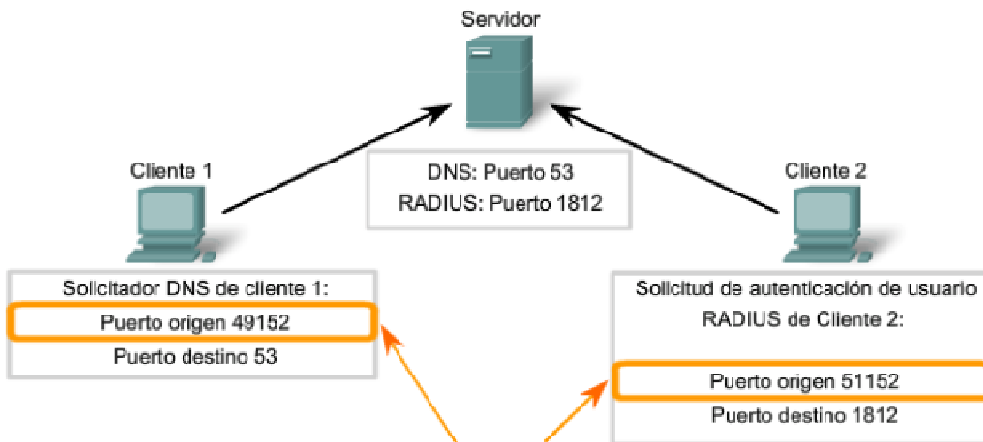 Servidor
Cliente 1
DNS: Puerto 53
RADIUS: Puerto 1812
Cliente 2
Solicitador DNS de cliente 1:
Puerto origen 49152
Puerto destino 53
Solicitud de autenticación de usuario
RADIUS de Cliente 2:
Puerto origen 51152
Puerto destino 1812